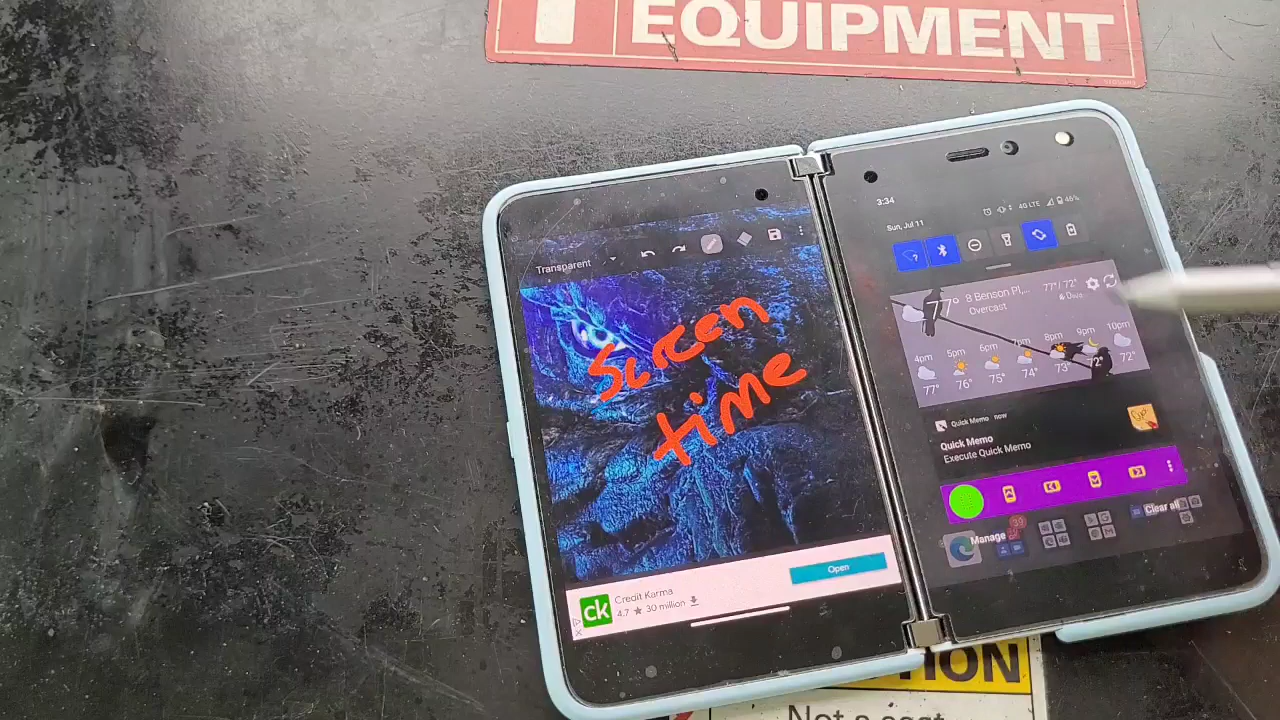 EQUIPMENT
Transparent
Screen
time
Credit Karma
4.7 ★ 30 million
Open
ck
3:34
4G LTE
46%
Sun, Jul 11
77°
8 Benson Pl,...
Overcast
77°/ 72°
4pm 5pm 6pm 7pm 8pm 9pm 10pm
77° 76° 75° 74° 73° 72° 72°
Quick Memo now
Quick Memo
Execute Quick Memo
Manage
Clear all
ION
Not a seat